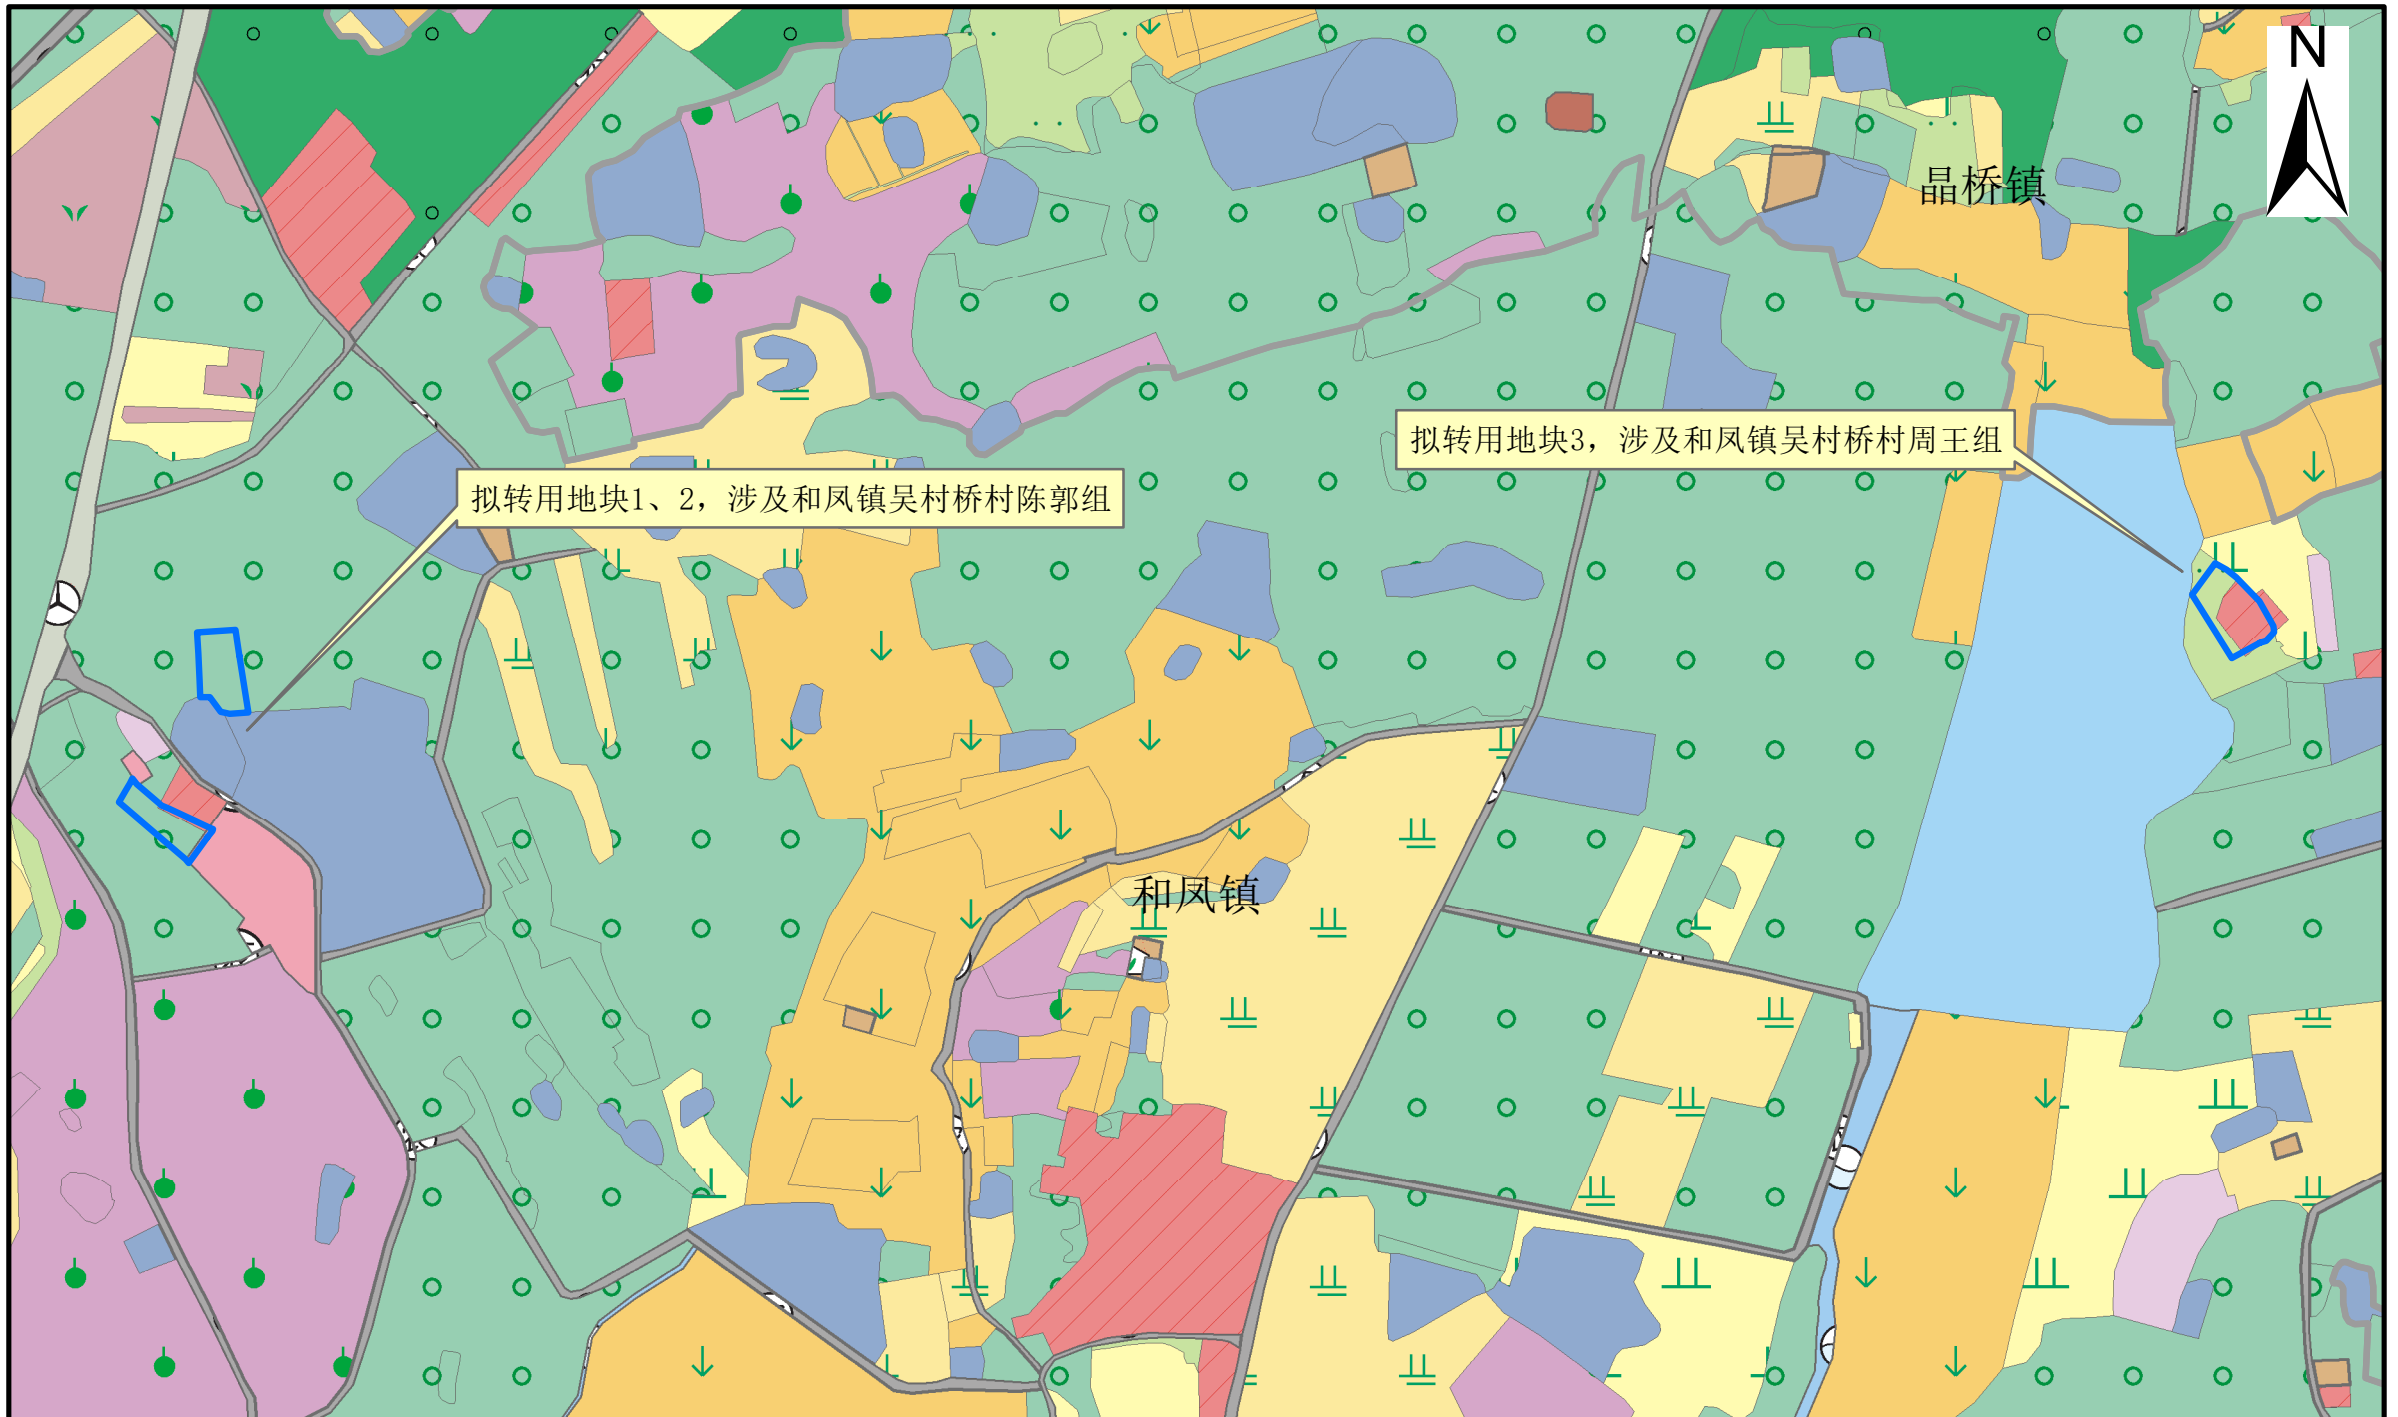 N
晶桥镇
拟转用地块3，涉及和凤镇吴村桥村周王组
拟转用地块1、2，涉及和凤镇吴村桥村陈郭组
和凤镇